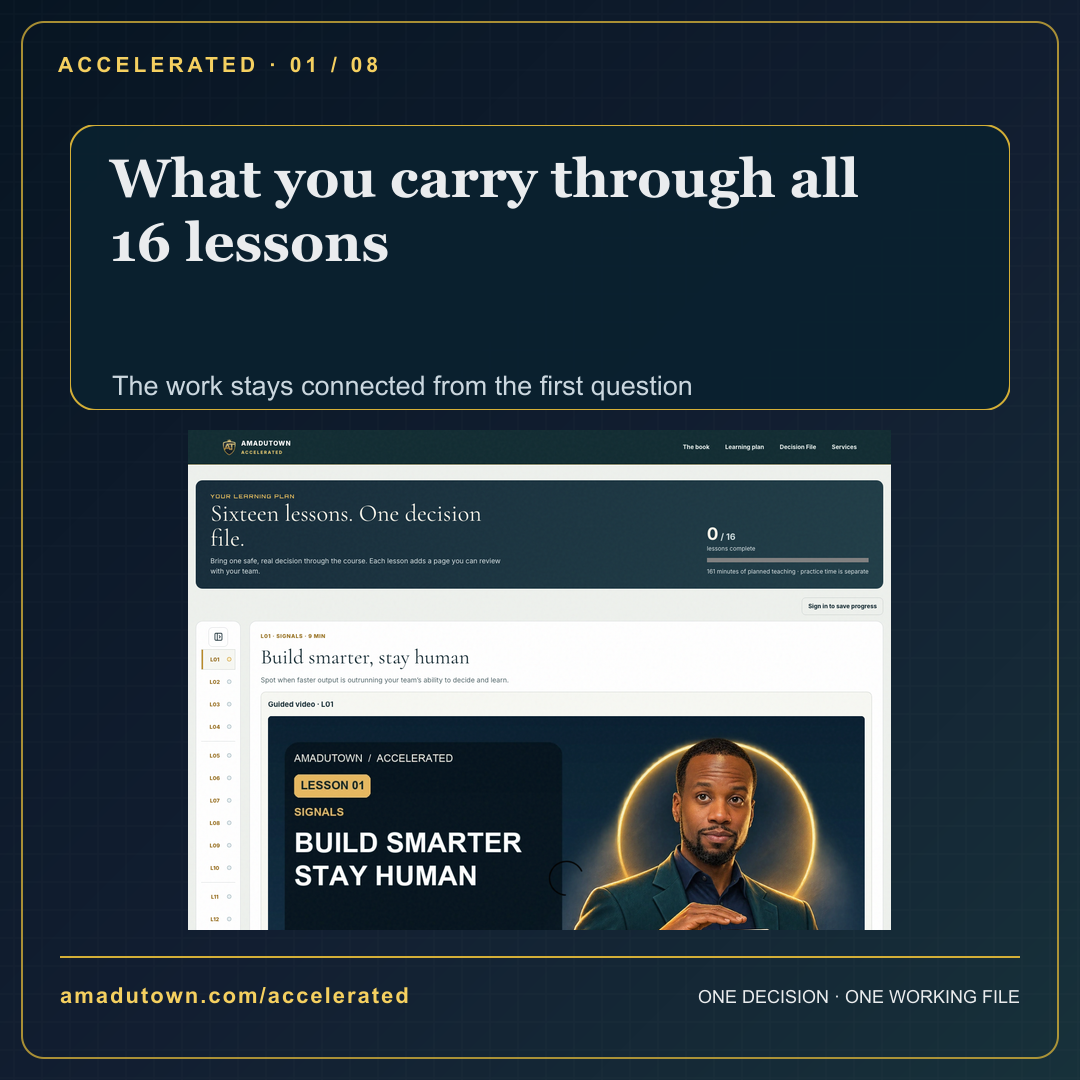 ACCELERATED · 01 / 08
What you carry through all
16 lessons
The work stays connected from the first question
AMADUTOWN
ACCELERATED
The book Learning plan Decision File Services
YOUR LEARNING PLAN
Sixteen lessons. One decision
file.
Bring one safe, real decision through the course. Each lesson adds a page you can review
with your team.
0 / 16
lessons complete
161 minutes of planned teaching · practice time is separate
Sign in to save progress
L01
L02
L03
L04
L05
L06
L07
L08
L09
L10
L11
L12
L01 · SIGNALS · 9 MIN
Build smarter, stay human
Spot when faster output is outrunning your team's ability to decide and learn.
Guided video · L01
AMADUTOWN / ACCELERATED
LESSON 01
SIGNALS
BUILD SMARTER
STAY HUMAN
amadutown.com/accelerated
ONE DECISION · ONE WORKING FILE